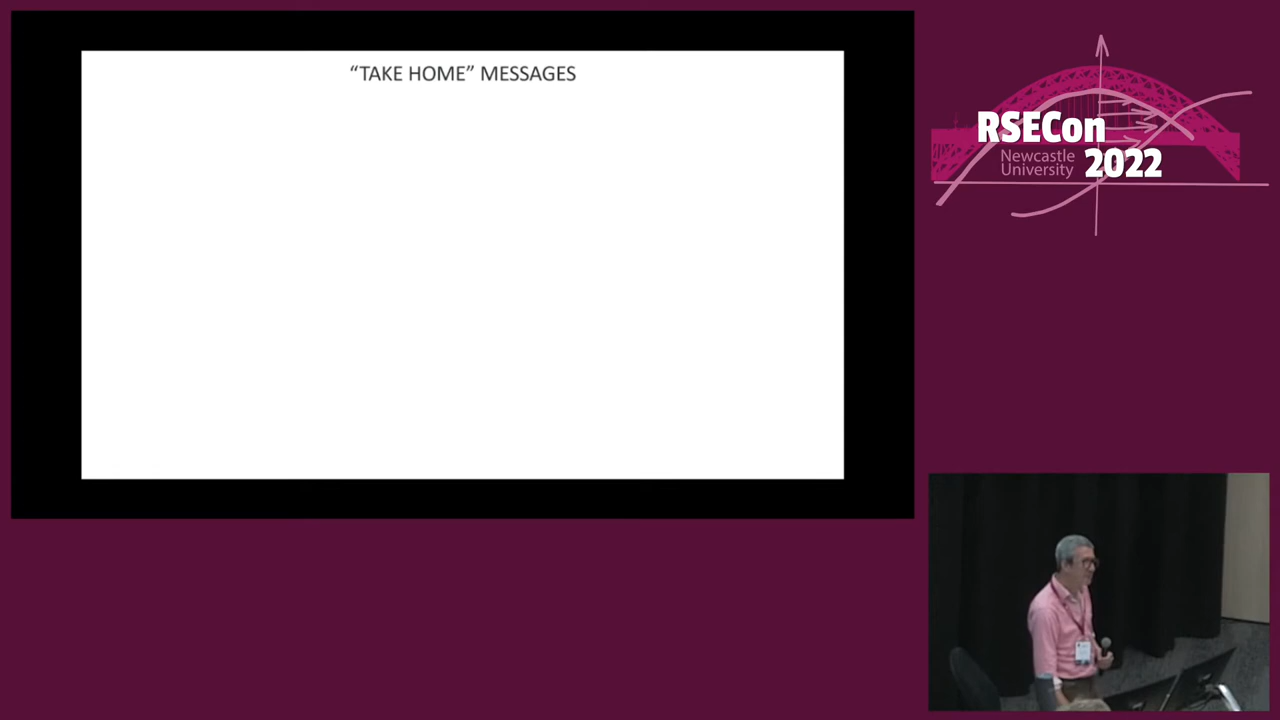 “TAKE HOME” MESSAGES
RSECon
Newcastle
University
2022